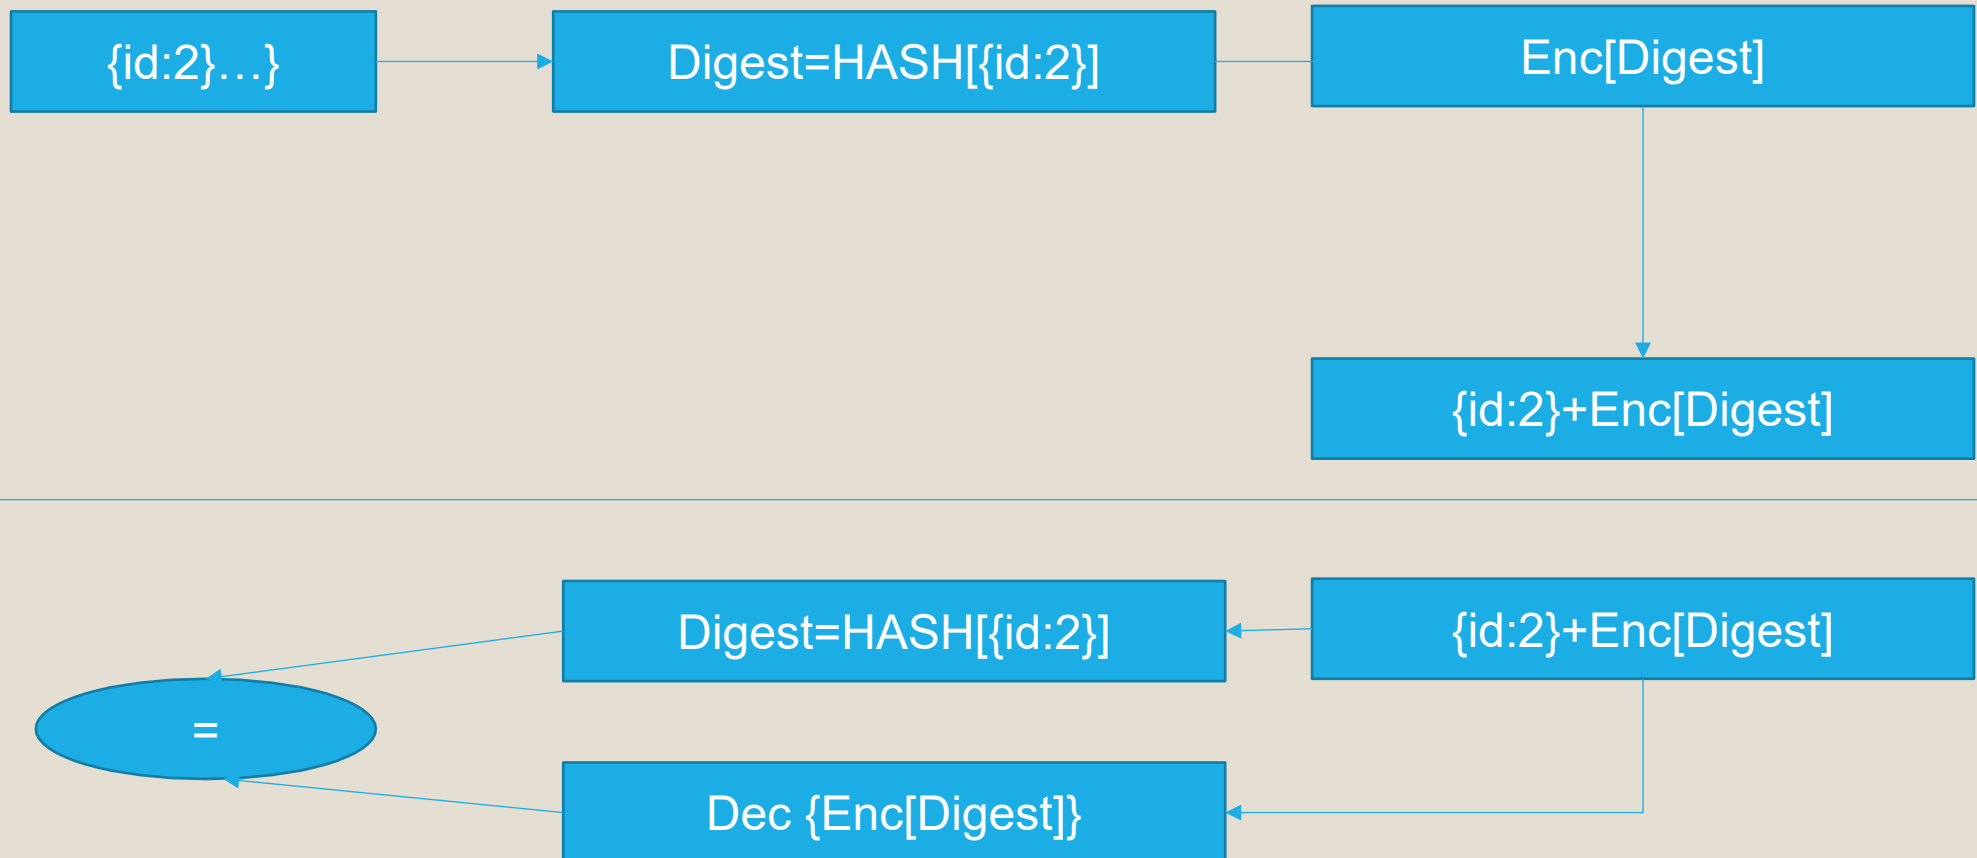 {id:2}…}
Digest=HASH[{id:2}]
Enc[Digest]
{id:2}+Enc[Digest]
Digest=HASH[{id:2}]
{id:2}+Enc[Digest]
=
Dec {Enc[Digest]}